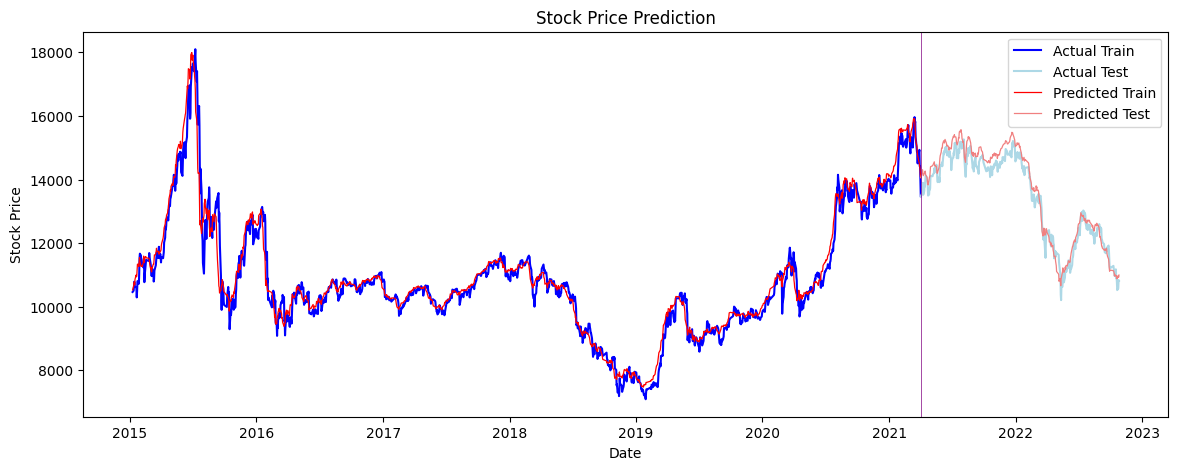 Stock Price Prediction
Stock Price
18000
16000
14000
12000
10000
8000
Actual Train
Actual Test
Predicted Train
Predicted Test
2015 2016 2017 2018 2019 2020 2021 2022 2023
Date